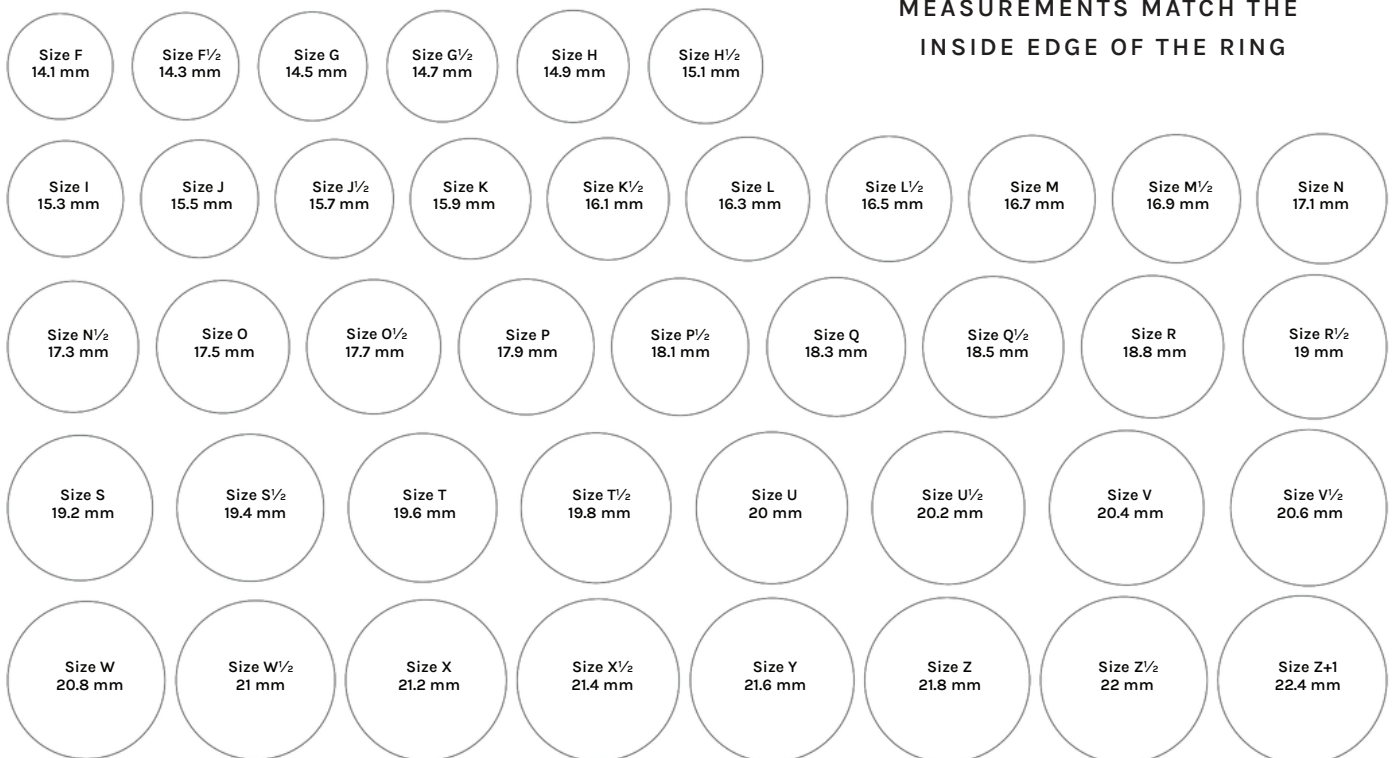 MEASUREMENTS MATCH THE
INSIDE EDGE OF THE RING
Size F
14.1 mm
Size F½
14.3 mm
Size G
14.5 mm
Size G½
14.7 mm
Size H
14.9 mm
Size H½
15.1 mm
Size I
15.3 mm
Size J
15.5 mm
Size J½
15.7 mm
Size K
15.9 mm
Size K½
16.1 mm
Size L
16.3 mm
Size L½
16.5 mm
Size M
16.7 mm
Size M½
16.9 mm
Size N
17.1 mm
Size N½
17.3 mm
Size O
17.5 mm
Size O½
17.7 mm
Size P
17.9 mm
Size P½
18.1 mm
Size Q
18.3 mm
Size Q½
18.5 mm
Size R
18.8 mm
Size R½
19 mm
Size S
19.2 mm
Size S½
19.4 mm
Size T
19.6 mm
Size T½
19.8 mm
Size U
20 mm
Size U½
20.2 mm
Size V
20.4 mm
Size V½
20.6 mm
Size W
20.8 mm
Size W½
21 mm
Size X
21.2 mm
Size X½
21.4 mm
Size Y
21.6 mm
Size Z
21.8 mm
Size Z½
22 mm
Size Z+1
22.4 mm